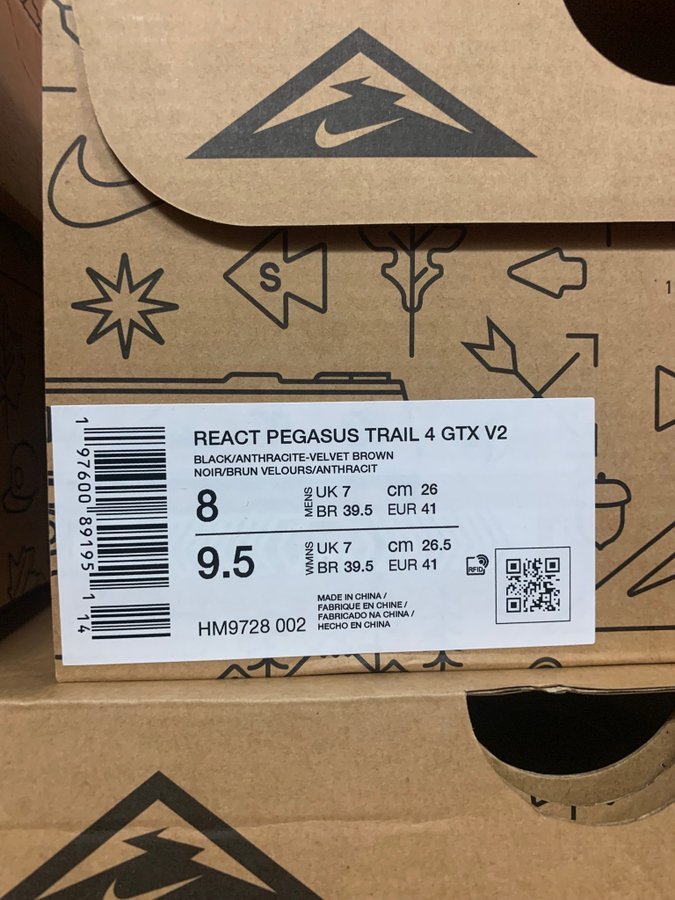 S
1
REACT PEGASUS TRAIL 4 GTX V2
BLACK/ANTHRACITE-VELVET BROWN
NOIR/BRUN VELOURS/ANTHRACIT
8
MENS
UK 7 cm 26
BR 39.5 EUR 41
9.5
WMNS
UK 7 cm 26.5
BR 39.5 EUR 41
RFID
MADE IN CHINA /
FABRIQUE EN CHINE /
FABRICADO NA CHINA /
HECHO EN CHINA
HM9728 002
1 97600 89195 1 14